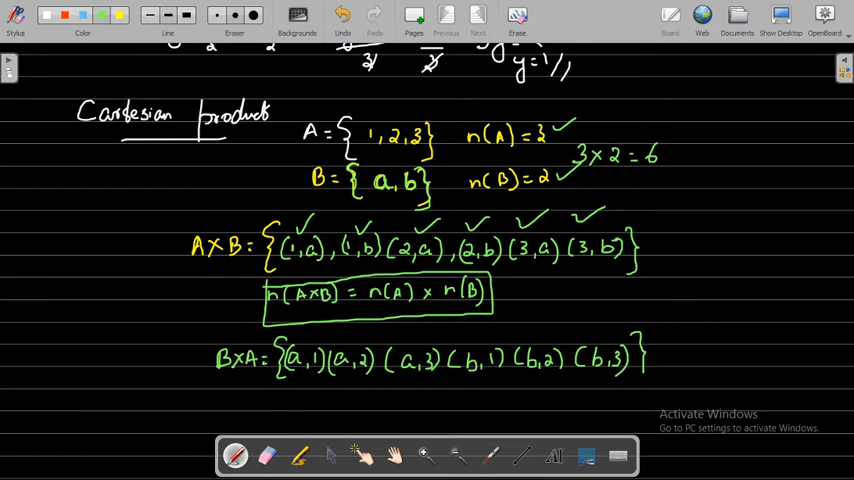 Stylus Color Eraser Backgrounds Undo Redo Pages Previous Next Erase Board Web Documents Show Desktop OpenBoard
y=1//
Cartesian product
A={1,2,3} n(A)=3
3×2=6
B={a,b} n(B)=2
A×B={(1,a),(1,b)(2,a),(2,b)(3,a)(3,b)}
n(A×B) = n(A) × n(B)
B×A={(a,1)(a,2)(a,3)(b,1)(b,2)(b,3)}
Activate Windows
Go to PC settings to activate Windows.
AI